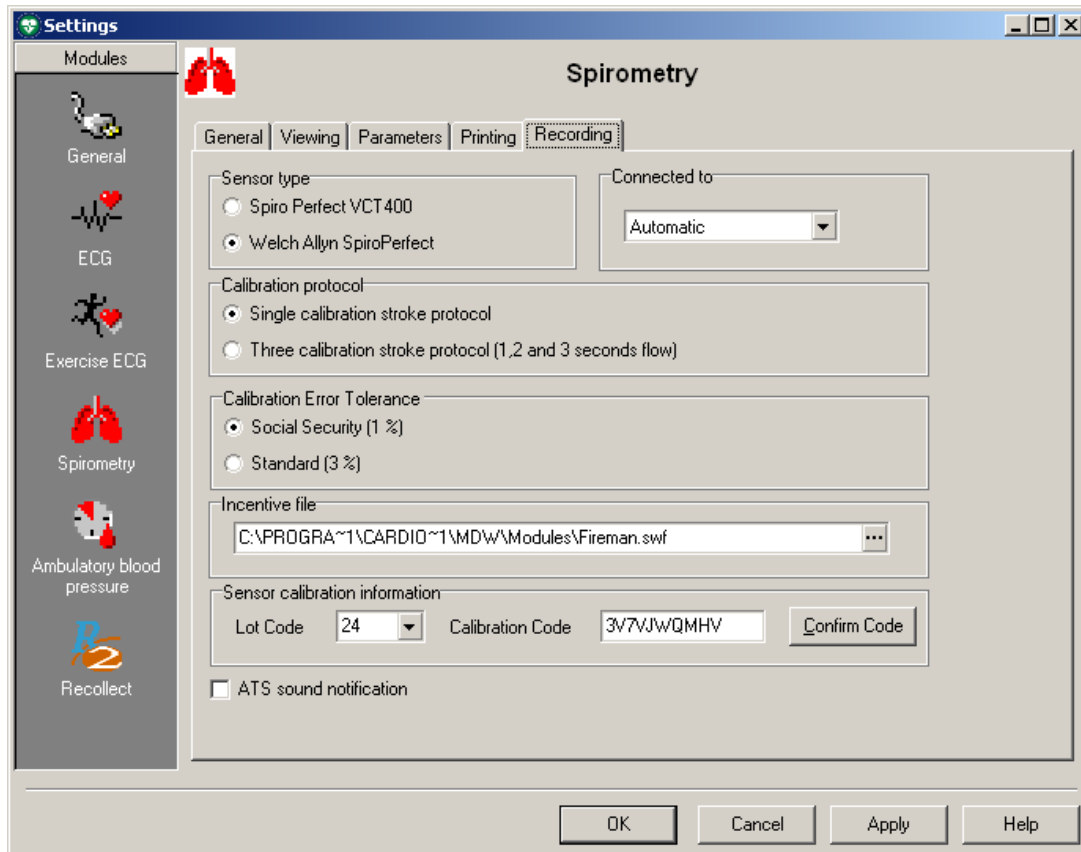 Settings
Modules
General
ECG
Exercise ECG
Spirometry
Ambulatory blood
pressure
R2
Recollect
Spirometry
General Viewing Parameters Printing Recording
Sensor type
Spiro Perfect VCT400
Welch Allyn SpiroPerfect
Connected to
Automatic
Calibration protocol
Single calibration stroke protocol
Three calibration stroke protocol (1,2 and 3 seconds flow)
Calibration Error Tolerance
Social Security (1 %)
Standard (3 %)
Incentive file
C:\PROGRA~1\CARDIO~1\MDW\Modules\Fireman.swf ...
Sensor calibration information
Lot Code 24 Calibration Code 3V7VJWQMHV Confirm Code
ATS sound notification
OK Cancel Apply Help